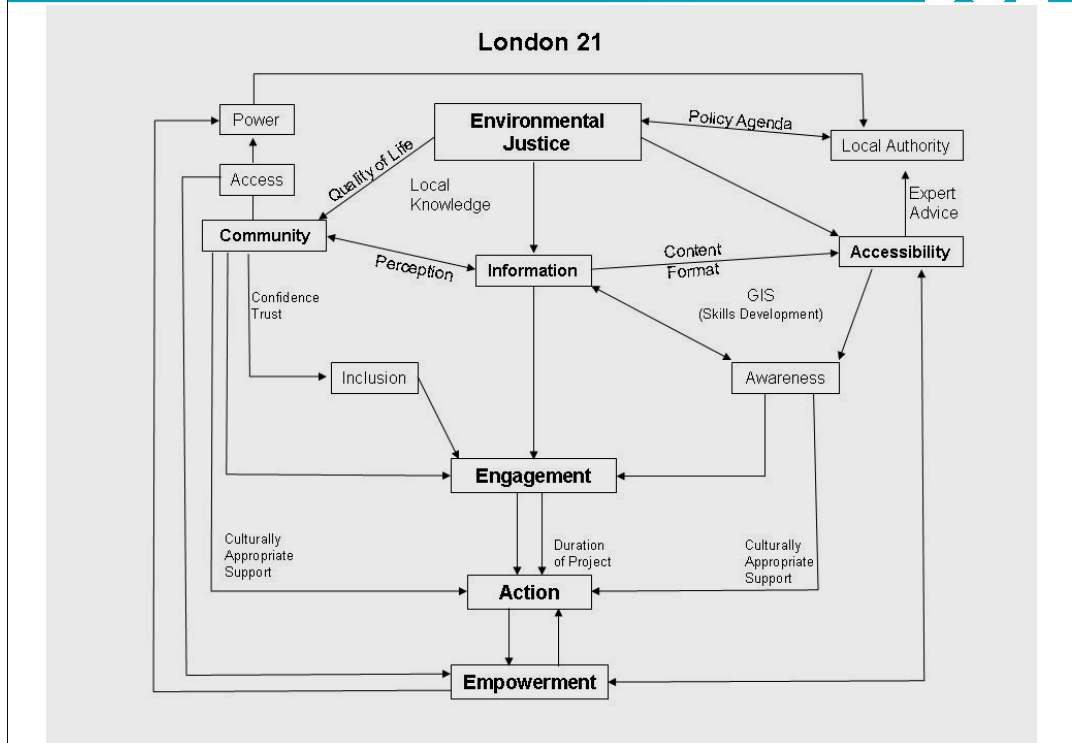 London 21
Power
Environmental
Justice
Policy Agenda
Local Authority
Access
Quality of Life
Local
Knowledge
Expert
Advice
Community
Perception
Information
Content
Format
Accessibility
Confidence
Trust
GIS
(Skills Development)
Inclusion
Awareness
Engagement
Culturally
Appropriate
Support
Duration
of Project
Culturally
Appropriate
Support
Action
Empowerment